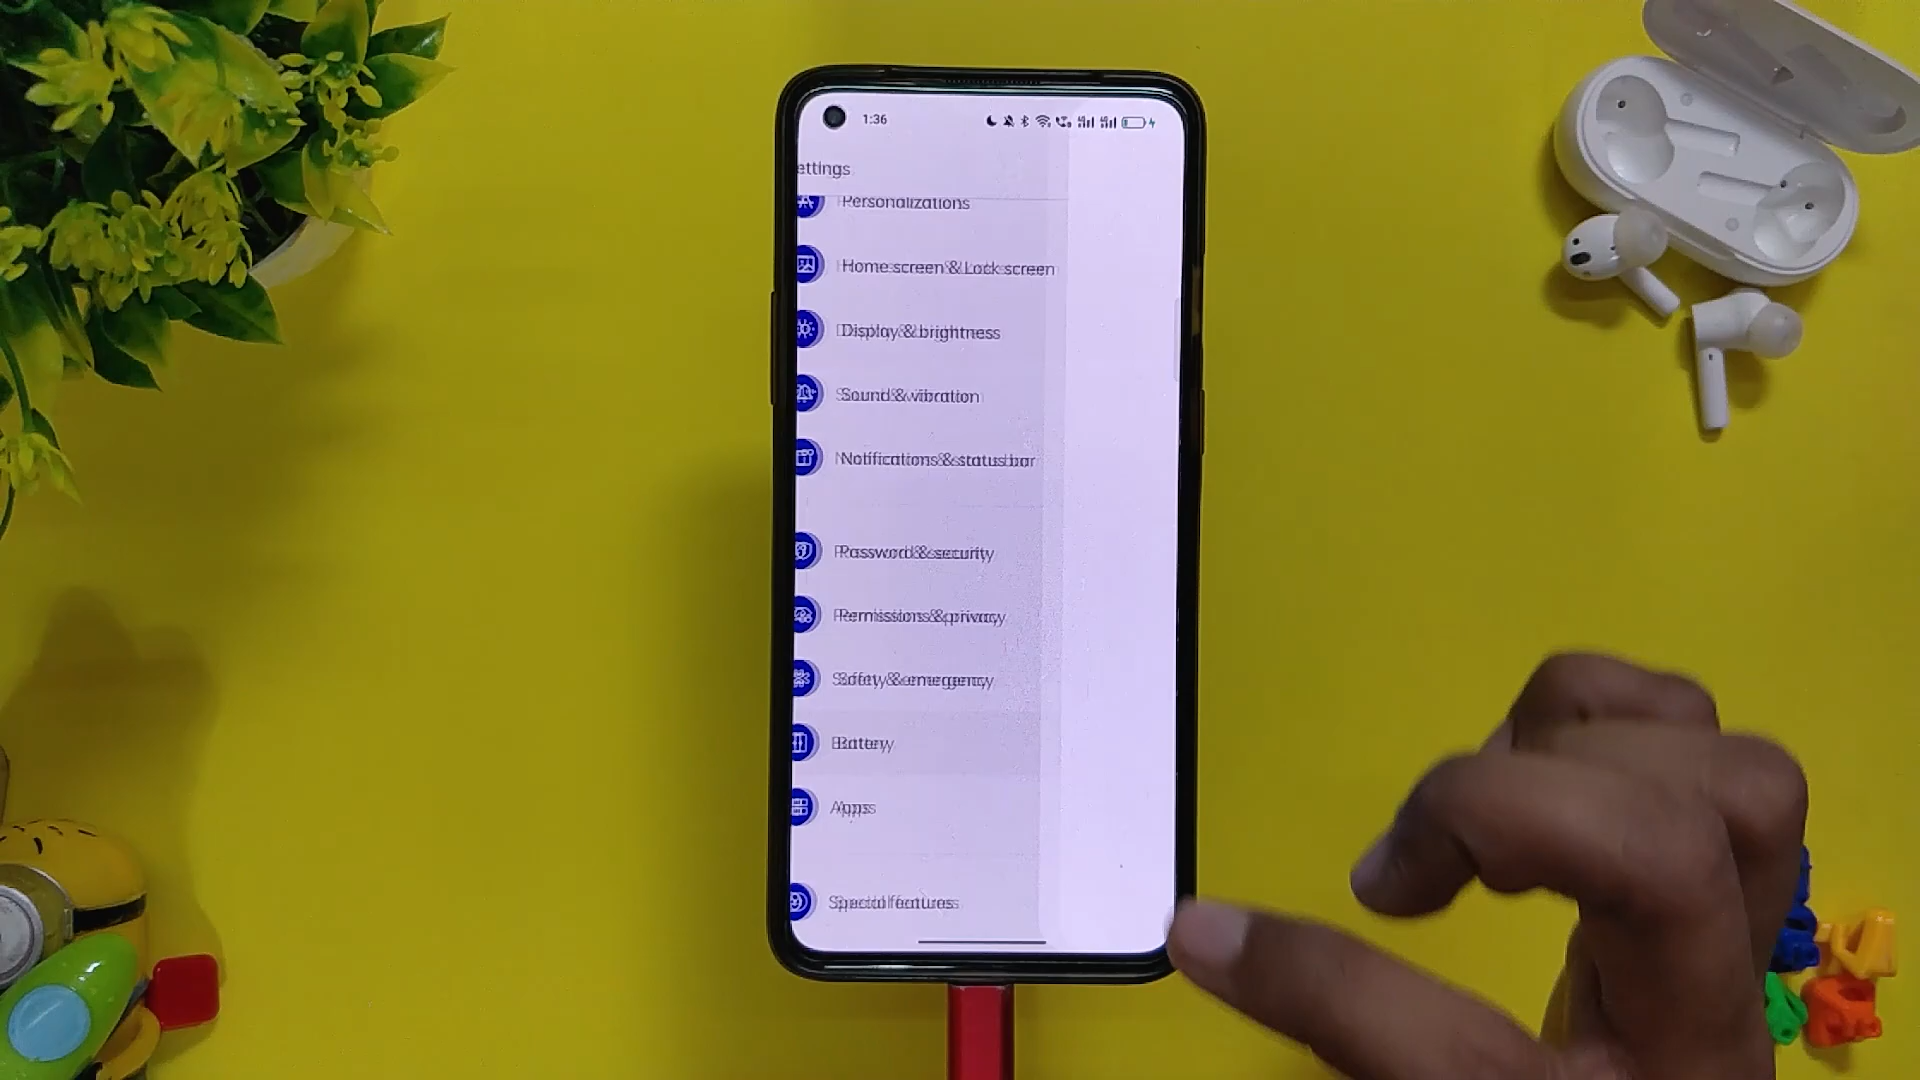 1:36
ettings
Personalizations
Home screen & Lock screen
Display & brightness
Sound & vibration
Notifications & status bar
Password & security
Permissions & privacy
Safety & emergency
Battery
Apps
Special features